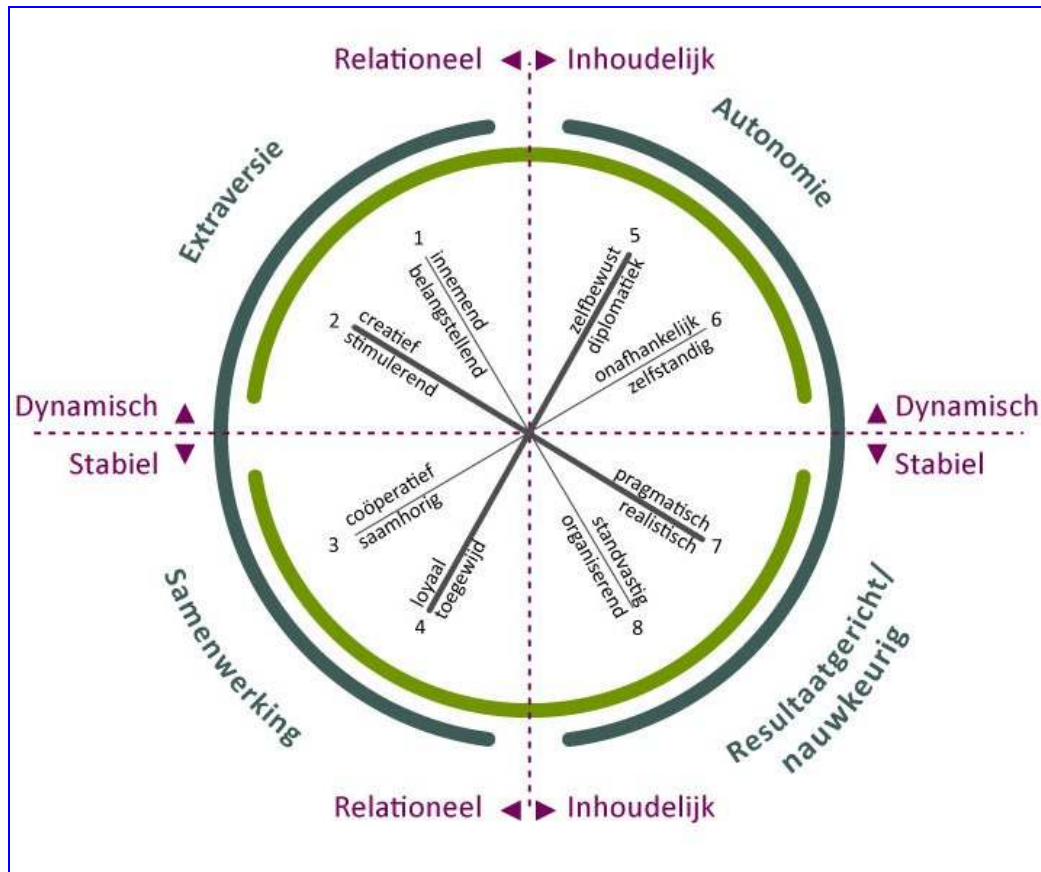 Relationeel ◄ ► Inhoudelijk
Extraversie
Autonomie
1
innemend
belangstellend
2
creatief
stimulerend
5
zelfbewust
diplomatiek
6
onafhankelijk
zelfstandig
Dynamisch ▲
Stabiel ▼
▲ Dynamisch
▼ Stabiel
coöperatief
saamhorig
3
loyaal
toegewijd
4
pragmatisch
realistisch
7
standvastig
organiserend
8
Samenwerking
Resultaatgericht/
nauwkeurig
Relationeel ◄ ► Inhoudelijk